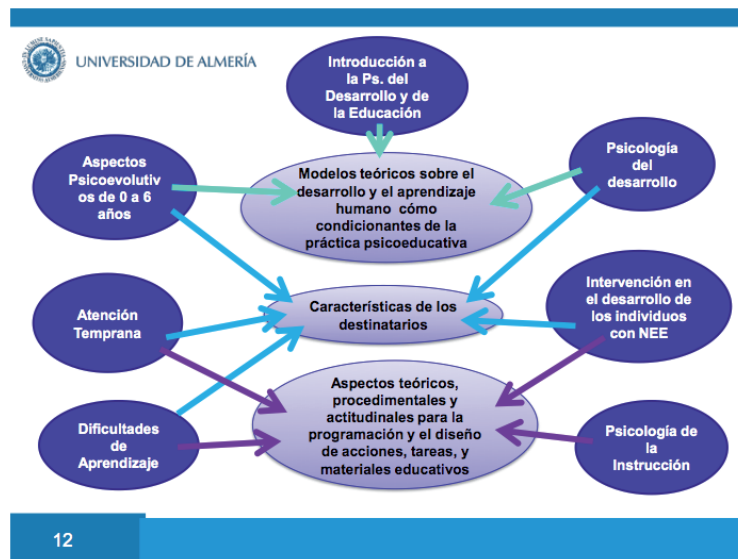 UNIVERSIDAD DE ALMERÍA
Introducción a
la Ps. del
Desarrollo y de
la Educación
Aspectos
Psicoevolutiv
os de 0 a 6
años
Modelos teóricos sobre el
desarrollo y el aprendizaje
humano cómo
condicionantes de la
práctica psicoeducativa
Psicología
del
desarrollo
Atención
Temprana
Características de los
destinatarios
Intervención en
el desarrollo de
los individuos
con NEE
Dificultades
de
Aprendizaje
Aspectos teóricos,
procedimentales y
actitudinales para la
programación y el diseño
de acciones, tareas, y
materiales educativos
Psicología de
la
Instrucción
12